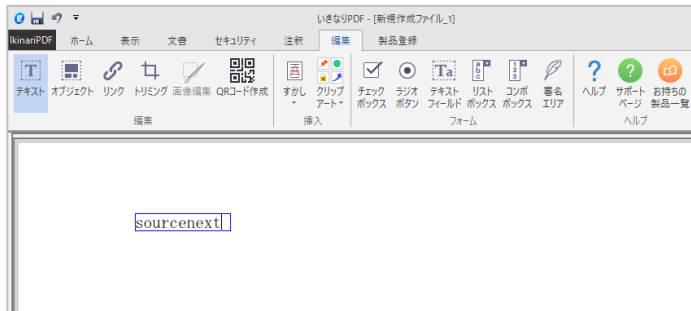 いきなりPDF - [新規作成ファイル_1]
IkinariPDF ホーム 表示 文書 セキュリティ 注釈 編集 製品登録
テキスト オブジェクト リンク トリミング 画像編集 QRコード作成 すかし クリップアート チェックボックス ラジオボタン テキストフィールド リストボックス コンボボックス 署名エリア ヘルプ サポートページ お持ちの製品一覧
編集 挿入 フォーム ヘルプ
sourcenext